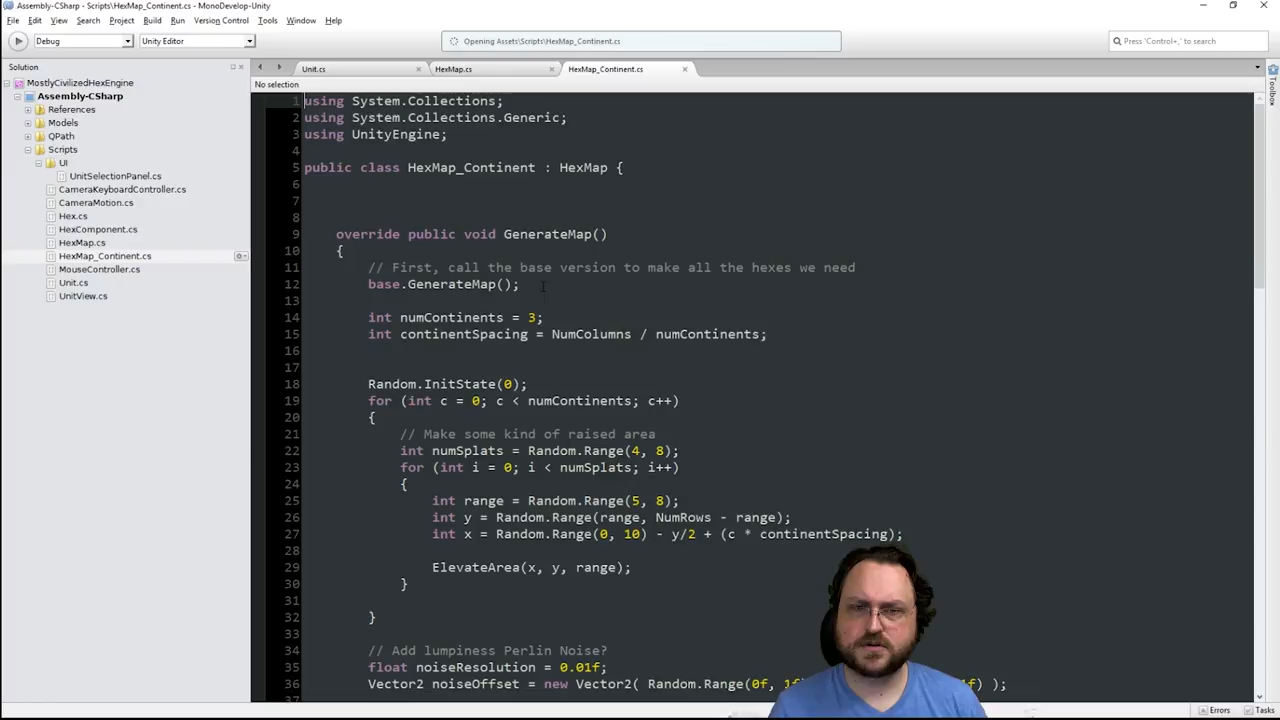 Assembly-CSharp - Scripts\HexMap_Continent.cs - MonoDevelop-Unity
File Edit View Search Project Build Run Version Control Tools Window Help
Debug
Unity Editor
Opening Assets\Scripts\HexMap_Continent.cs
Press 'Control+,' to search
Solution
Unit.cs
HexMap.cs
HexMap_Continent.cs
No selection
Toolbox
MostlyCivilizedHexEngine
Assembly-CSharp
References
Models
QPath
Scripts
UI
UnitSelectionPanel.cs
CameraKeyboardController.cs
CameraMotion.cs
Hex.cs
HexComponent.cs
HexMap.cs
HexMap_Continent.cs
MouseController.cs
Unit.cs
UnitView.cs
1 using System.Collections;
2 using System.Collections.Generic;
3 using UnityEngine;
4
5 public class HexMap_Continent : HexMap {
6
7
8
9 override public void GenerateMap()
10 {
11 // First, call the base version to make all the hexes we need
12 base.GenerateMap();
13
14 int numContinents = 3;
15 int continentSpacing = NumColumns / numContinents;
16
17
18 Random.InitState(0);
19 for (int c = 0; c < numContinents; c++)
20 {
21 // Make some kind of raised area
22 int numSplats = Random.Range(4, 8);
23 for (int i = 0; i < numSplats; i++)
24 {
25 int range = Random.Range(5, 8);
26 int y = Random.Range(range, NumRows - range);
27 int x = Random.Range(0, 10) - y/2 + (c * continentSpacing);
28
29 ElevateArea(x, y, range);
30 }
31
32 }
33
34 // Add lumpiness Perlin Noise?
35 float noiseResolution = 0.01f;
36 Vector2 noiseOffset = new Vector2( Random.Range(0f, 1f) );
Errors
Tasks